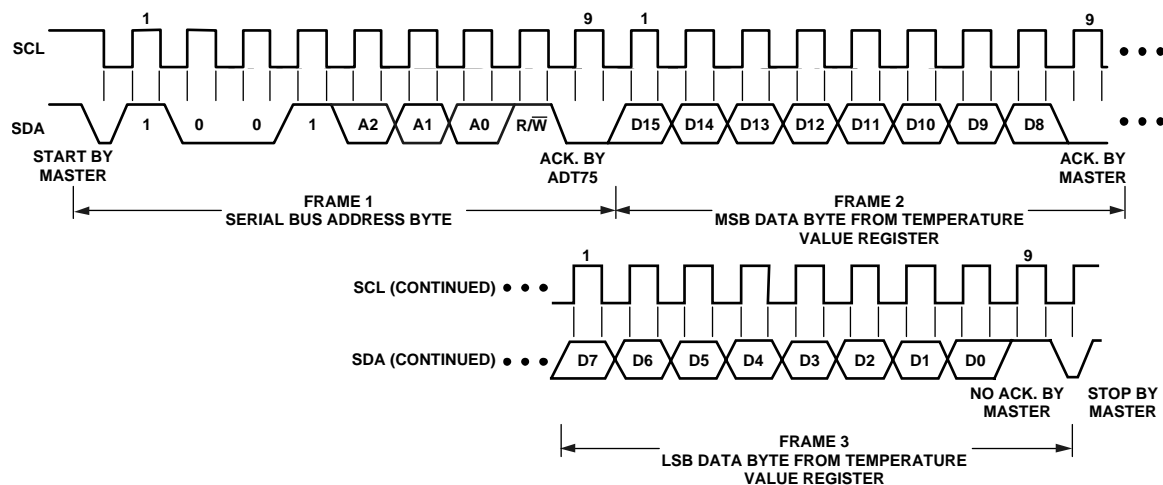 1 9 1 9
SCL
SDA 1 0 0 1 A2 A1 A0 R/W̅ D15 D14 D13 D12 D11 D10 D9 D8
START BY MASTER
ACK. BY ADT75
ACK. BY MASTER
FRAME 1
SERIAL BUS ADDRESS BYTE
FRAME 2
MSB DATA BYTE FROM TEMPERATURE
VALUE REGISTER
1 9
SCL (CONTINUED)
SDA (CONTINUED) D7 D6 D5 D4 D3 D2 D1 D0
NO ACK. BY MASTER
STOP BY MASTER
FRAME 3
LSB DATA BYTE FROM TEMPERATURE
VALUE REGISTER